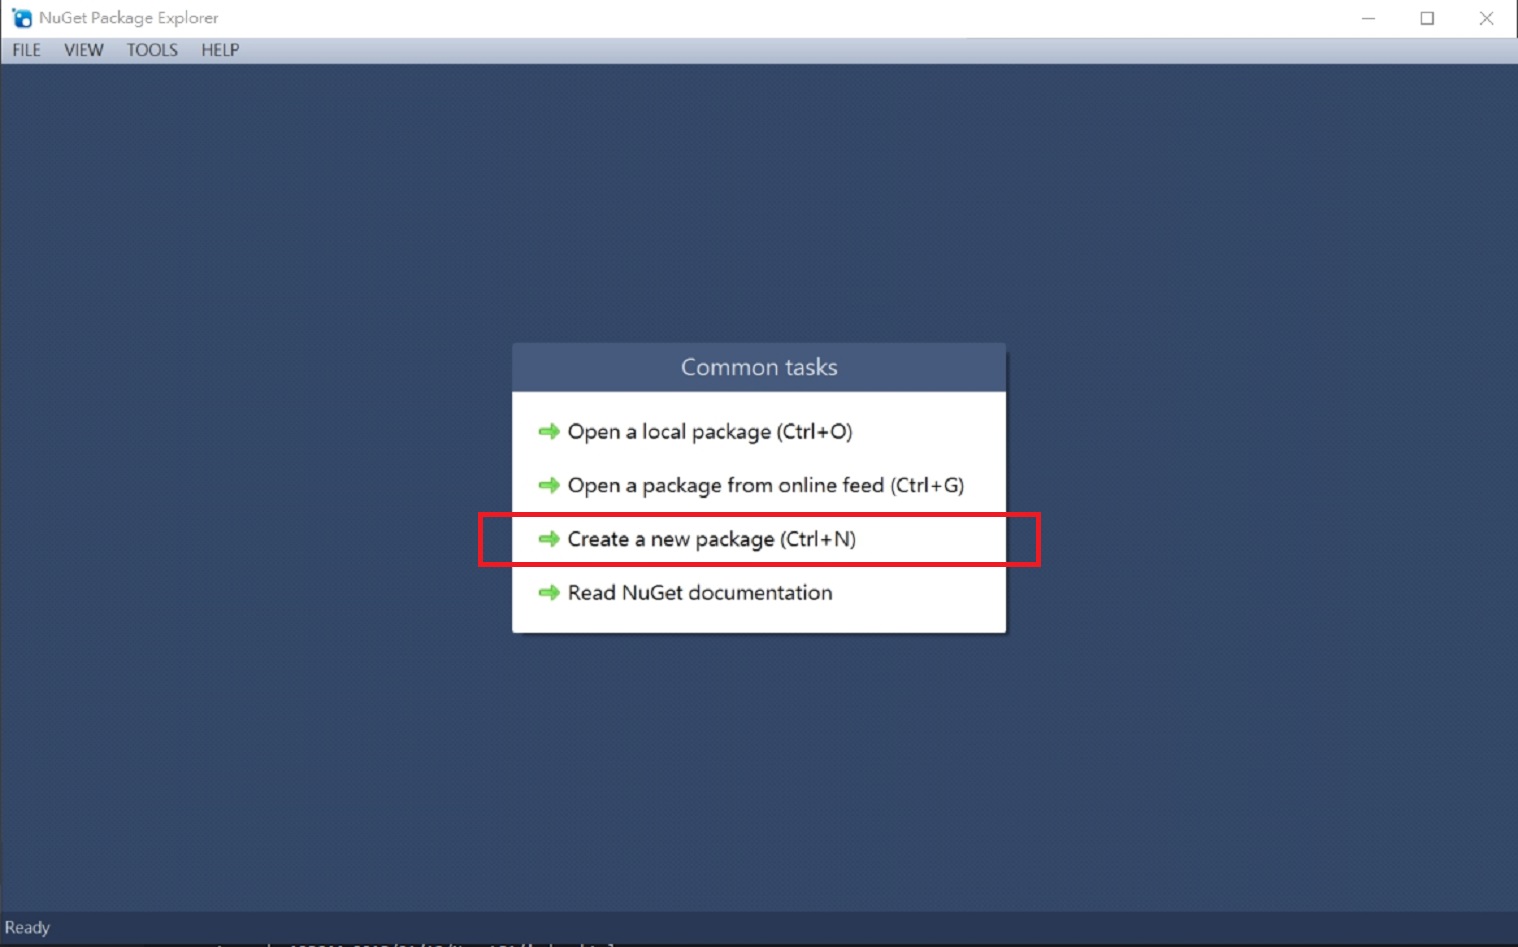 NuGet Package Explorer
FILE VIEW TOOLS HELP
Common tasks
Open a local package (Ctrl+O)
Open a package from online feed (Ctrl+G)
Create a new package (Ctrl+N)
Read NuGet documentation
Ready